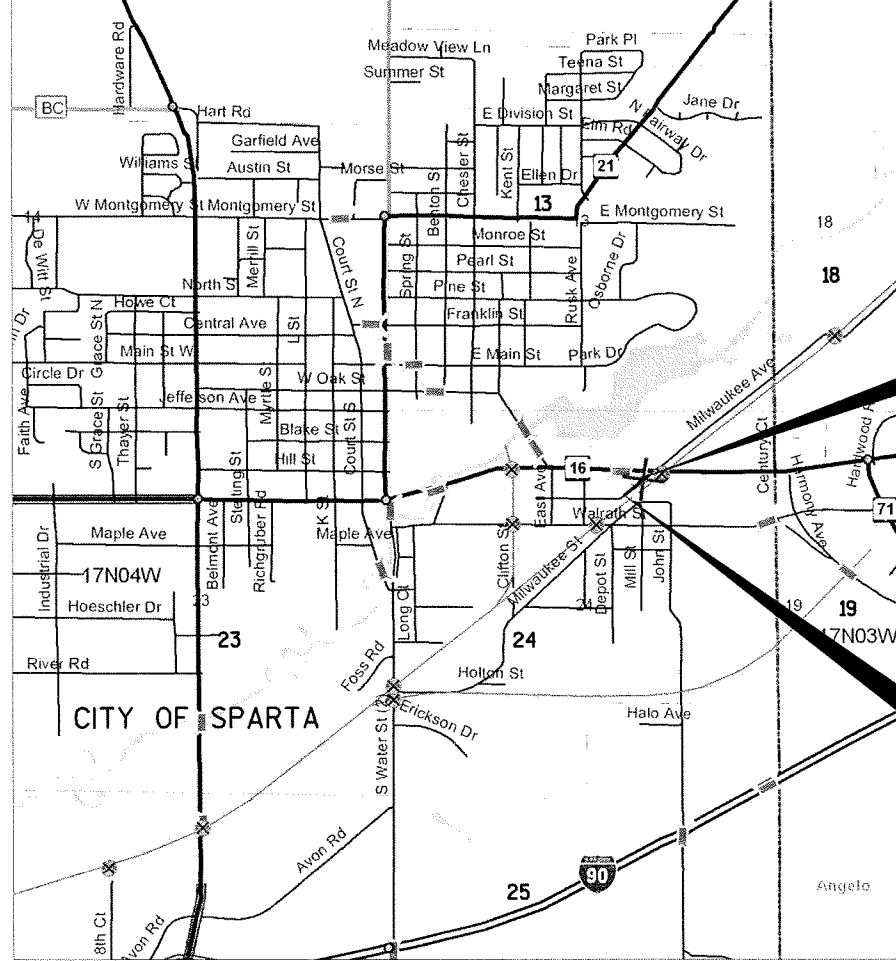 Hardware Rd
Meadow View Ln
Park Pl
Summer St
Teena St
Margaret St
BC
Hart Rd
E Division St
Jane Dr
N Fairway Dr
Elm Rd
Garfield Ave
Williams S
Austin St
Morse St
Benton St
Chester St
Kent St
Ellen Dr
21
W Montgomery St
Montgomery St
13
E Montgomery St
14
18
De Witt St
Merrill St
Court St N
Spring St
Monroe St
Pearl St
Osborne Dr
18
North St
Pine St
Rusk Ave
Howe Ct
Grace St N
Central Ave
L St
Franklin St
Main St W
E Main St
Park Dr
Circle Dr
W Oak St
Milwaukee Ave
Jefferson Ave
Myrtle St
Faith Ave
S Grace St
Thayer St
Blake St
Court St S
Hill St
Sterling St
16
East Ave
Century Ct
Harmony Ave
Hardwood
K St
Walrath St
71
Industrial Dr
Maple Ave
Belmont Ave
Richgruber Rd
Maple Ave
Clifton St
Milwaukee St
Depot St
Mill St
John St
17N04W
Hoeschler Dr
23
Long Ct
24
19
19
17N03W
23
24
River Rd
Foss Rd
Holton St
CITY OF SPARTA
S Water St
Erickson Dr
Halo Ave
Avon Rd
90
25
Angelo
8th Ct
Avon Rd